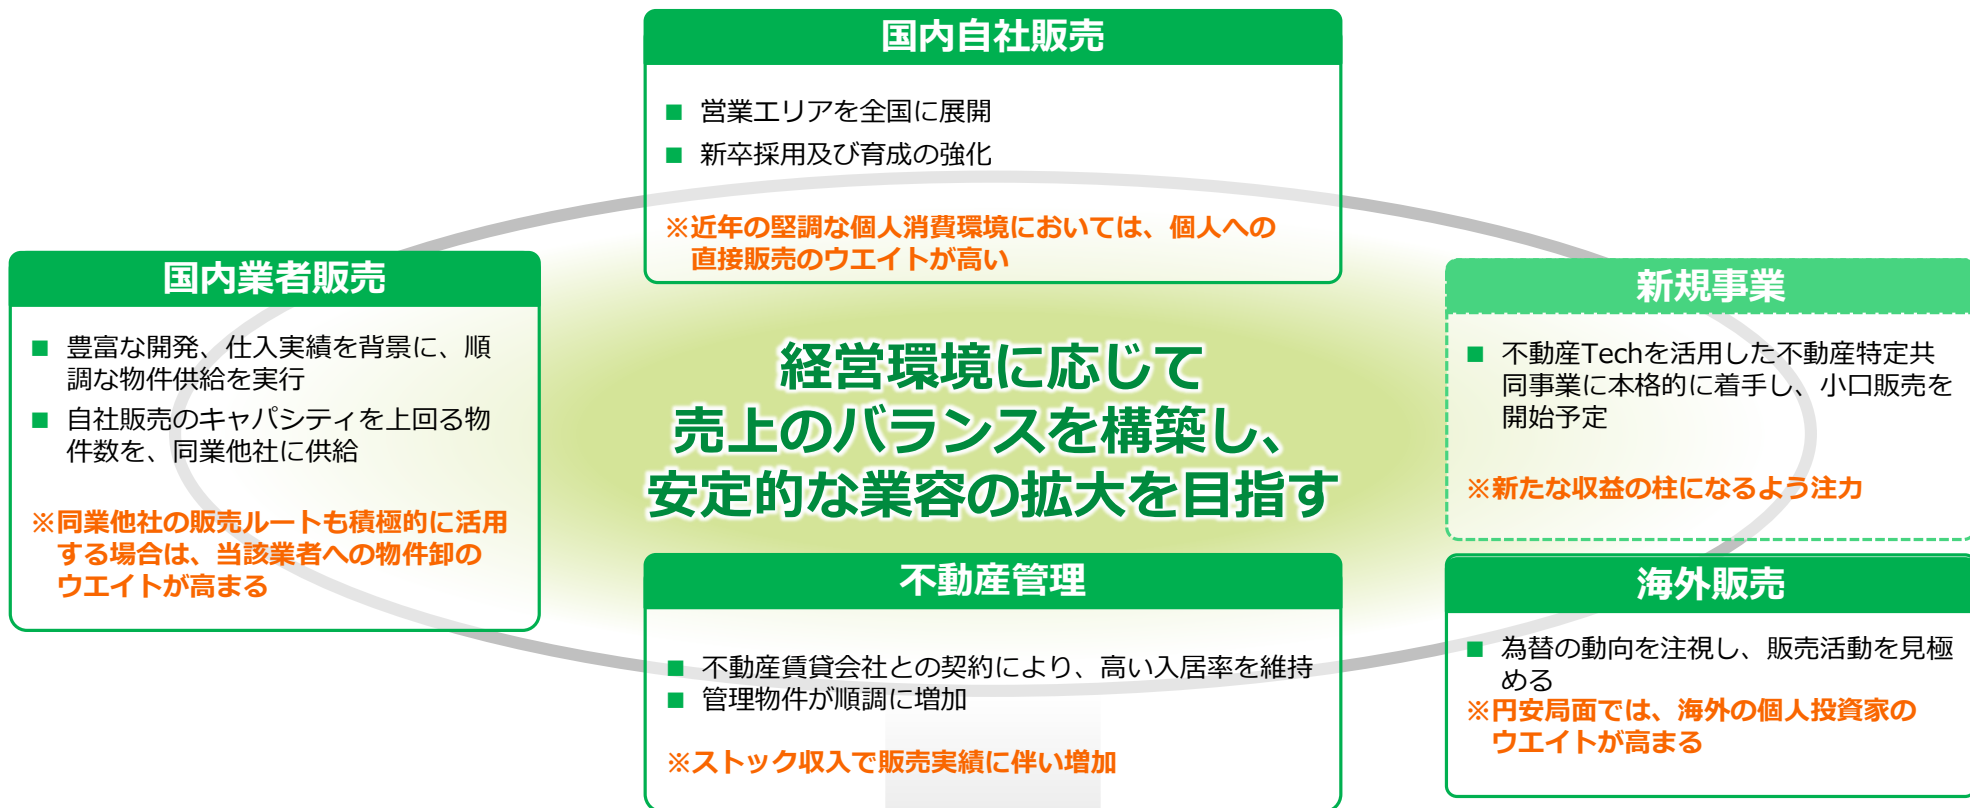 国内自社販売
■ 営業エリアを全国に展開
■ 新卒採用及び育成の強化
※近年の堅調な個人消費環境においては、個人への
直接販売のウエイトが高い
国内業者販売
■ 豊富な開発、仕入実績を背景に、順
調な物件供給を実行
■ 自社販売のキャパシティを上回る物
件数を、同業他社に供給
※同業他社の販売ルートも積極的に活用
する場合は、当該業者への物件卸の
ウエイトが高まる
経営環境に応じて
売上のバランスを構築し、
安定的な業容の拡大を目指す
新規事業
■ 不動産Techを活用した不動産特定共
同事業に本格的に着手し、小口販売を
開始予定
※新たな収益の柱になるよう注力
不動産管理
■ 不動産賃貸会社との契約により、高い入居率を維持
■ 管理物件が順調に増加
※ストック収入で販売実績に伴い増加
海外販売
■ 為替の動向を注視し、販売活動を見極
める
※円安局面では、海外の個人投資家の
ウエイトが高まる